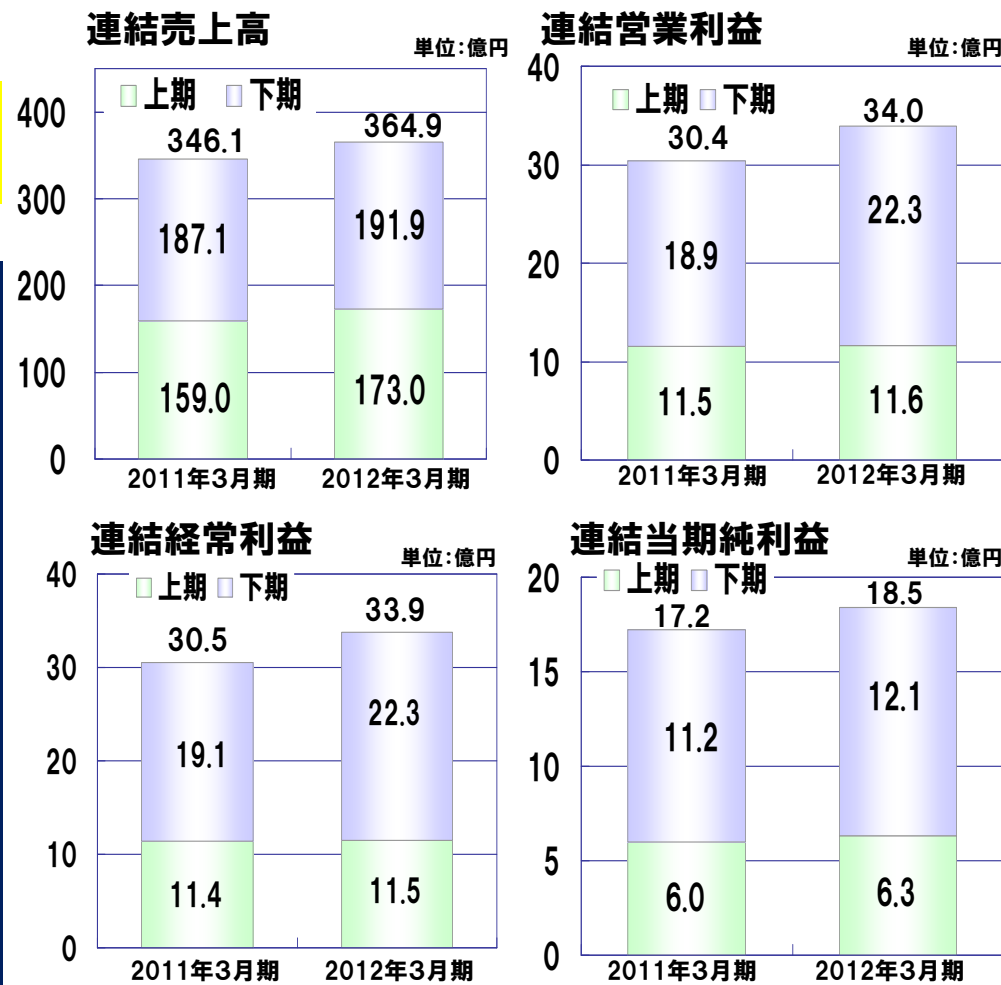 連結売上高
単位:億円
上期 下期
400
300
200
100
0
346.1
364.9
187.1
191.9
159.0
173.0
2011年3月期 2012年3月期
連結営業利益
単位:億円
上期 下期
40
30
20
10
0
30.4
34.0
18.9
22.3
11.5
11.6
2011年3月期 2012年3月期
連結経常利益
単位:億円
上期 下期
40
30
20
10
0
30.5
33.9
19.1
22.3
11.4
11.5
2011年3月期 2012年3月期
連結当期純利益
単位:億円
上期 下期
20
15
10
5
0
17.2
18.5
11.2
12.1
6.0
6.3
2011年3月期 2012年3月期